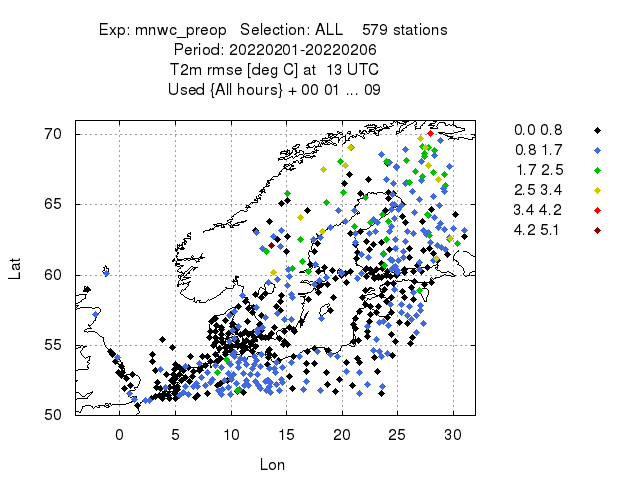 Exp: mnwc_preop Selection: ALL 579 stations
Period: 20220201-20220206
T2m rmse [deg C] at 13 UTC
Used {All hours} + 00 01 ... 09
70
65
60
55
50
0 5 10 15 20 25 30
Lat
Lon
0.0 0.8
0.8 1.7
1.7 2.5
2.5 3.4
3.4 4.2
4.2 5.1